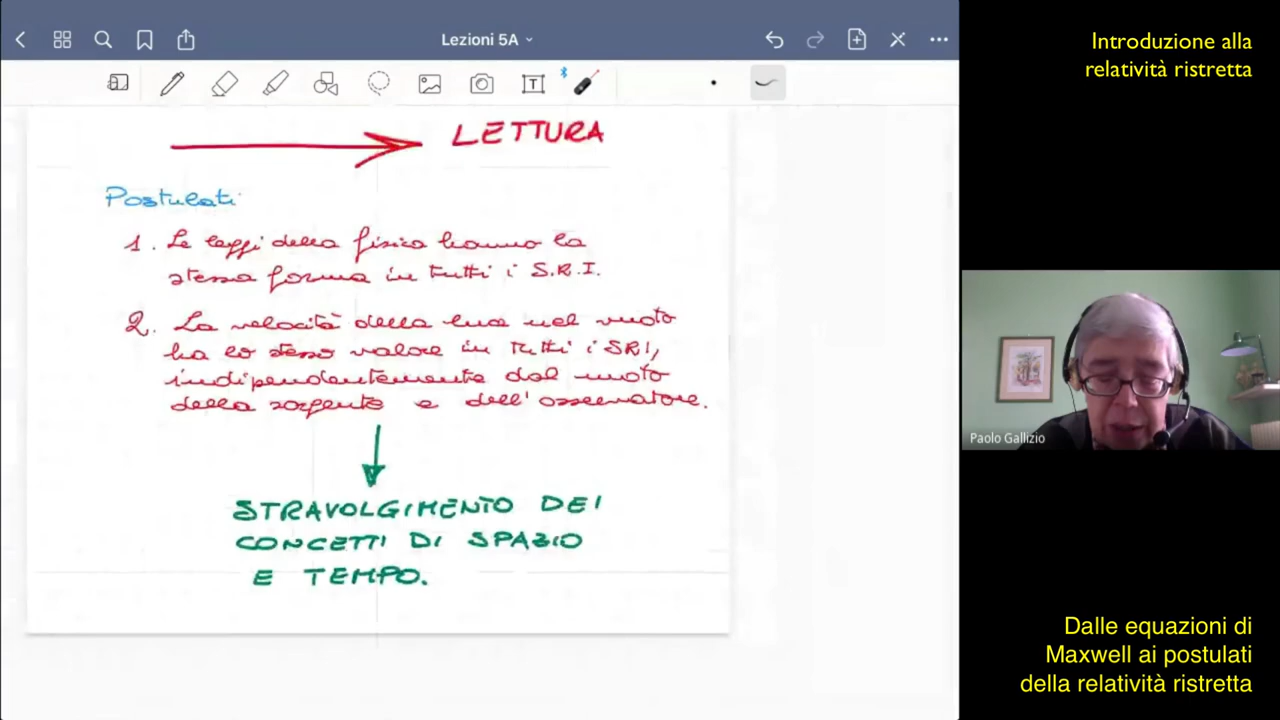 Lezioni 5A
LETTURA
Postulati
1. Le leggi della fisica hanno la
stessa forma in tutti i S.R.I.
2. La velocità della luce nel vuoto
ha lo stesso valore in tutti i SRI,
indipendentemente dal moto
della sorgente e dell'osservatore.
STRAVOLGIMENTO DEI
CONCETTI DI SPAZIO
E TEMPO.
Introduzione alla
relatività ristretta
Paolo Gallizio
Dalle equazioni di
Maxwell ai postulati
della relatività ristretta